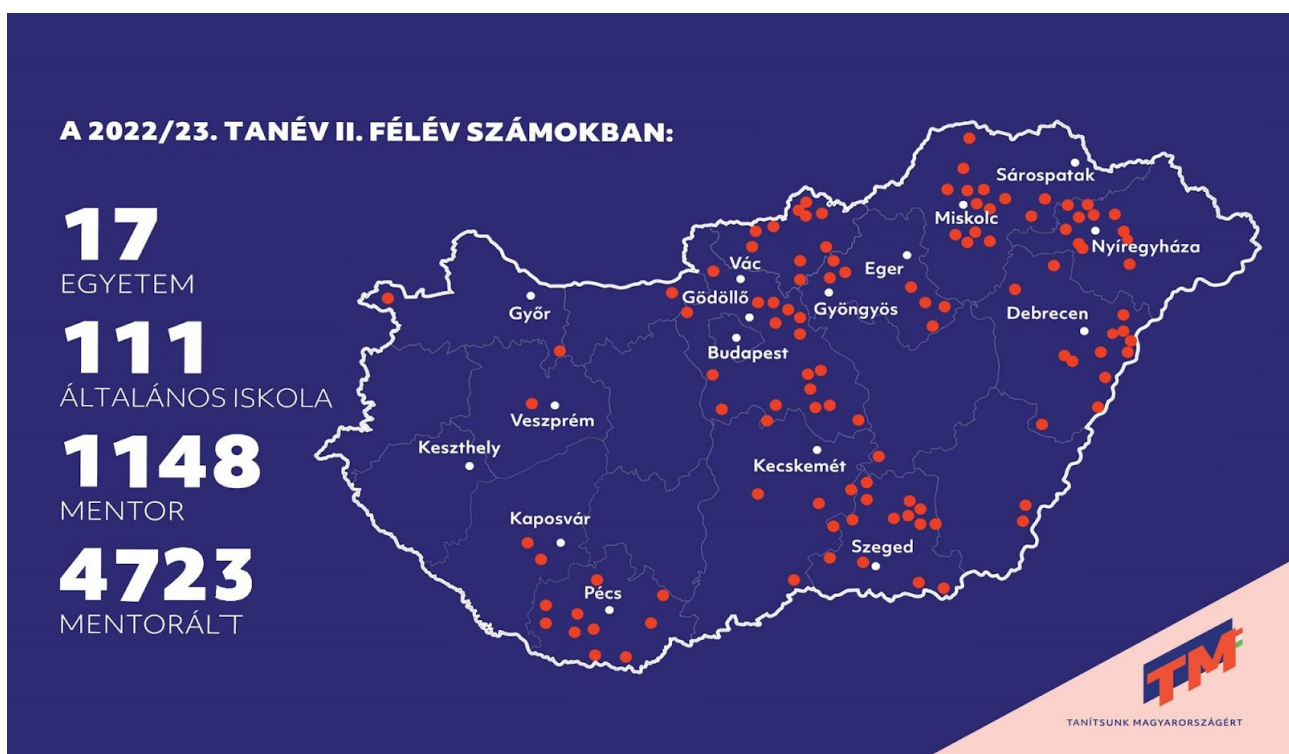 A 2022/23. TANÉV II. FÉLÉV SZÁMOKBAN:
17
EGYETEM
111
ÁLTALÁNOS ISKOLA
1148
MENTOR
4723
MENTORÁLT
Sárospatak
Miskolc
Nyíregyháza
Vác
Eger
Gödöllő
Gyöngyös
Győr
Debrecen
Budapest
Veszprém
Keszthely
Kecskemét
Kaposvár
Szeged
Pécs
TM
TANÍTSUNK MAGYARORSZÁGÉRT